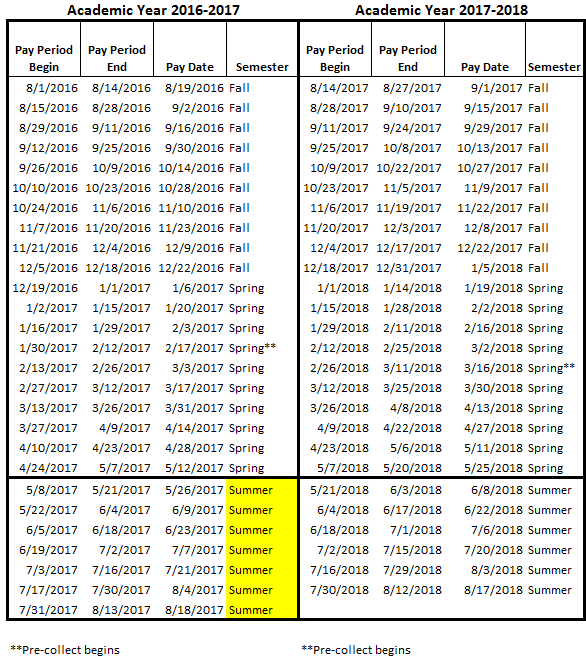 Academic Year 2016-2017 Academic Year 2017-2018
Pay Period Pay Period Pay Period Pay Period
Begin End Pay Date Semester Begin End Pay Date Semester
8/1/2016 8/14/2016 8/19/2016 Fall 8/14/2017 8/27/2017 9/1/2017 Fall
8/15/2016 8/28/2016 9/2/2016 Fall 8/28/2017 9/10/2017 9/15/2017 Fall
8/29/2016 9/11/2016 9/16/2016 Fall 9/11/2017 9/24/2017 9/29/2017 Fall
9/12/2016 9/25/2016 9/30/2016 Fall 9/25/2017 10/8/2017 10/13/2017 Fall
9/26/2016 10/9/2016 10/14/2016 Fall 10/9/2017 10/22/2017 10/27/2017 Fall
10/10/2016 10/23/2016 10/28/2016 Fall 10/23/2017 11/5/2017 11/9/2017 Fall
10/24/2016 11/6/2016 11/10/2016 Fall 11/6/2017 11/19/2017 11/22/2017 Fall
11/7/2016 11/20/2016 11/23/2016 Fall 11/20/2017 12/3/2017 12/8/2017 Fall
11/21/2016 12/4/2016 12/9/2016 Fall 12/4/2017 12/17/2017 12/22/2017 Fall
12/5/2016 12/18/2016 12/22/2016 Fall 12/18/2017 12/31/2017 1/5/2018 Fall
12/19/2016 1/1/2017 1/6/2017 Spring 1/1/2018 1/14/2018 1/19/2018 Spring
1/2/2017 1/15/2017 1/20/2017 Spring 1/15/2018 1/28/2018 2/2/2018 Spring
1/16/2017 1/29/2017 2/3/2017 Spring 1/29/2018 2/11/2018 2/16/2018 Spring
1/30/2017 2/12/2017 2/17/2017 Spring** 2/12/2018 2/25/2018 3/2/2018 Spring
2/13/2017 2/26/2017 3/3/2017 Spring 2/26/2018 3/11/2018 3/16/2018 Spring**
2/27/2017 3/12/2017 3/17/2017 Spring 3/12/2018 3/25/2018 3/30/2018 Spring
3/13/2017 3/26/2017 3/31/2017 Spring 3/26/2018 4/8/2018 4/13/2018 Spring
3/27/2017 4/9/2017 4/14/2017 Spring 4/9/2018 4/22/2018 4/27/2018 Spring
4/10/2017 4/23/2017 4/28/2017 Spring 4/23/2018 5/6/2018 5/11/2018 Spring
4/24/2017 5/7/2017 5/12/2017 Spring 5/7/2018 5/20/2018 5/25/2018 Spring
5/8/2017 5/21/2017 5/26/2017 Summer 5/21/2018 6/3/2018 6/8/2018 Summer
5/22/2017 6/4/2017 6/9/2017 Summer 6/4/2018 6/17/2018 6/22/2018 Summer
6/5/2017 6/18/2017 6/23/2017 Summer 6/18/2018 7/1/2018 7/6/2018 Summer
6/19/2017 7/2/2017 7/7/2017 Summer 7/2/2018 7/15/2018 7/20/2018 Summer
7/3/2017 7/16/2017 7/21/2017 Summer 7/16/2018 7/29/2018 8/3/2018 Summer
7/17/2017 7/30/2017 8/4/2017 Summer 7/30/2018 8/12/2018 8/17/2018 Summer
7/31/2017 8/13/2017 8/18/2017 Summer
**Pre-collect begins **Pre-collect begins